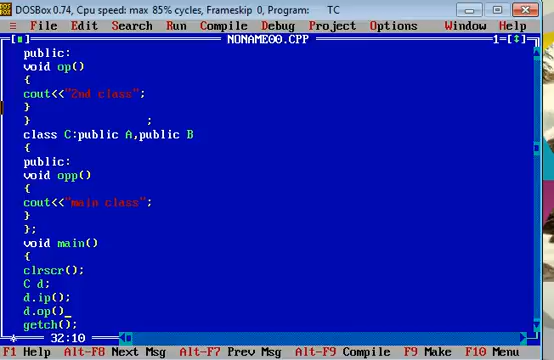 DOSBox 0.74, Cpu speed: max 85% cycles, Frameskip 0, Program: TC
≡ File Edit Search Run Compile Debug Project Options Window Help
[■] NONAME00.CPP 1=[↕]
public:
void op()
{
cout<<"2nd class";
}
} ;
class C:public A,public B
{
public:
void opp()
{
cout<<"main class";
}
};
void main()
{
clrscr();
C d;
d.ip();
d.op()_
getch();
* 32:10
F1 Help Alt-F8 Next Msg Alt-F7 Prev Msg Alt-F9 Compile F9 Make F10 Menu